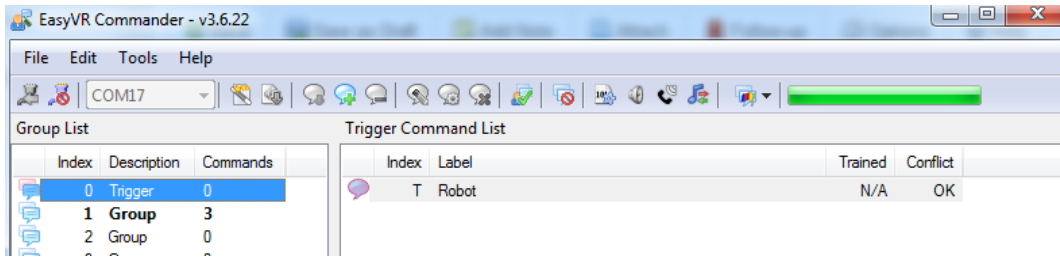 EasyVR Commander - v3.6.22
File Edit Tools Help
COM17
Group List
Trigger Command List
Index Description Commands
Index Label Trained Conflict
0 Trigger 0
T Robot N/A OK
1 Group 3
2 Group 0